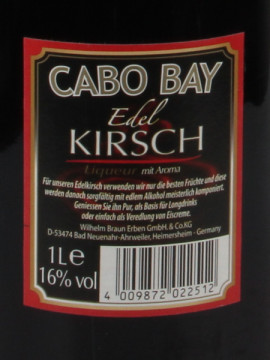 CABO BAY
Edel
KIRSCH
Liqueur mit Aroma
Für unseren Edelkirsch verwenden wir nur die besten Früchte und diese
werden danach sorgfältig mit edlem Alkohol meisterlich komponiert.
Geniessen Sie ihn Pur, als Basis für Longdrinks
oder einfach als Veredlung von Eiscreme.
Wilhelm Braun Erben GmbH. & Co.KG
D-53474 Bad Neuenahr-Ahrweiler, Heimersheim - Germany
1L e
16% vol
4 009872 022512